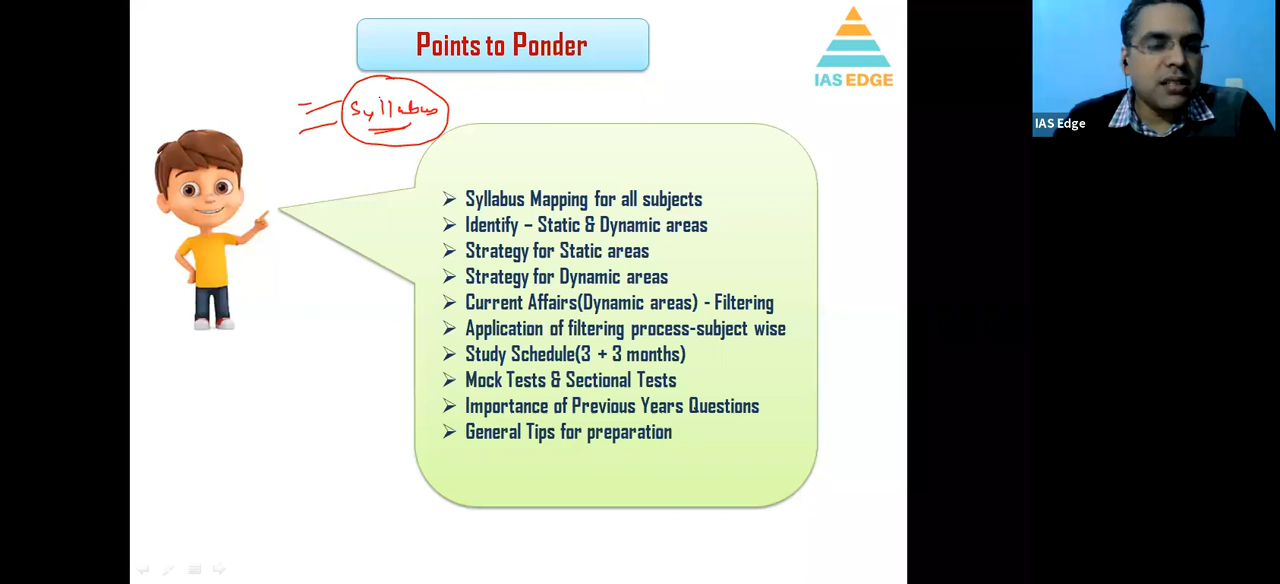 Points to Ponder
IAS EDGE
Syllabus
IAS Edge
Syllabus Mapping for all subjects
Identify – Static & Dynamic areas
Strategy for Static areas
Strategy for Dynamic areas
Current Affairs(Dynamic areas) - Filtering
Application of filtering process-subject wise
Study Schedule(3 + 3 months)
Mock Tests & Sectional Tests
Importance of Previous Years Questions
General Tips for preparation